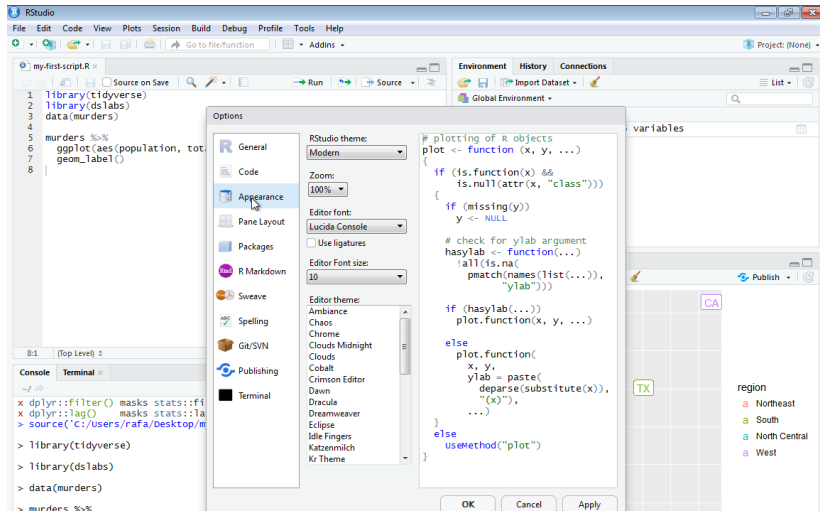 RStudio
File Edit Code View Plots Session Build Debug Profile Tools Help
Go to file/function Addins Project: (None)
my-first-script.R
Source on Save Run Source
1 library(tidyverse)
2 library(dslabs)
3 data(murders)
4
5 murders %>%
6 ggplot(aes(population, tot
7 geom_label()
8
8:1 (Top Level)
Console Terminal
~/
x dplyr::filter() masks stats::fi
x dplyr::lag() masks stats::la
> source('C:/Users/rafa/Desktop/m
> library(tidyverse)
> library(dslabs)
> data(murders)
> murders %>%
Options
General
Code
Appearance
Pane Layout
Packages
Rmd R Markdown
Sweave
ABC Spelling
Git/SVN
Publishing
Terminal
RStudio theme:
Modern
Zoom:
100%
Editor font:
Lucida Console
Use ligatures
Editor Font size:
10
Editor theme:
Ambiance
Chaos
Chrome
Clouds Midnight
Clouds
Cobalt
Crimson Editor
Dawn
Dracula
Dreamweaver
Eclipse
Idle Fingers
Katzenmilch
Kr Theme
# plotting of R objects
plot <- function (x, y, ...)
{
if (is.function(x) &&
is.null(attr(x, "class")))
{
if (missing(y))
y <- NULL
# check for ylab argument
hasylab <- function(...)
!all(is.na(
pmatch(names(list(...)),
"ylab")))
if (hasylab(...))
plot.function(x, y, ...)
else
plot.function(
x, y,
ylab = paste(
deparse(substitute(x)),
"(x)"),
...)
}
else
UseMethod("plot")
}
OK Cancel Apply
Environment History Connections
Import Dataset List
Global Environment
variables
Publish
CA
TX
region
a Northeast
a South
a North Central
a West